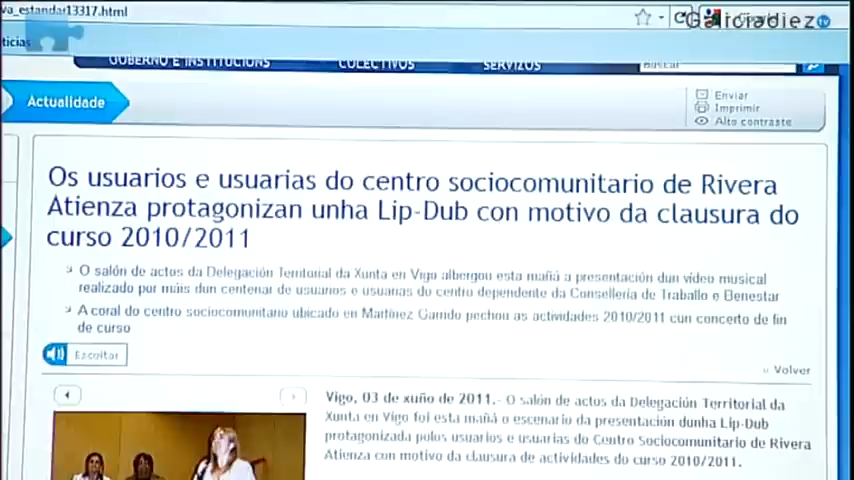 va_estandar13317.html
Galiciadiez tv
ticias
GOBERNO E INSTITUCIÓNS COLECTIVOS SERVIZOS Buscar
Actualidade
Enviar
Imprimir
Alto contraste
Os usuarios e usuarias do centro sociocomunitario de Rivera
Atienza protagonizan unha Lip-Dub con motivo da clausura do
curso 2010/2011
O salón de actos da Delegación Territorial da Xunta en Vigo albergou esta mañá a presentación dun vídeo musical
realizado por máis dun centenar de usuarios e usuarias do centro dependente da Consellería de Traballo e Benestar
A coral do centro sociocomunitario ubicado en Martínez Garrido pechou as actividades 2010/2011 cun concerto de fin
de curso
Escoitar
Volver
Vigo, 03 de xuño de 2011.- O salón de actos da Delegación Territorial da
Xunta en Vigo foi esta mañá o escenario da presentación dunha Lip-Dub
protagonizada polos usuarios e usuarias do Centro Sociocomunitario de Rivera
Atienza con motivo da clausura de actividades do curso 2010/2011.